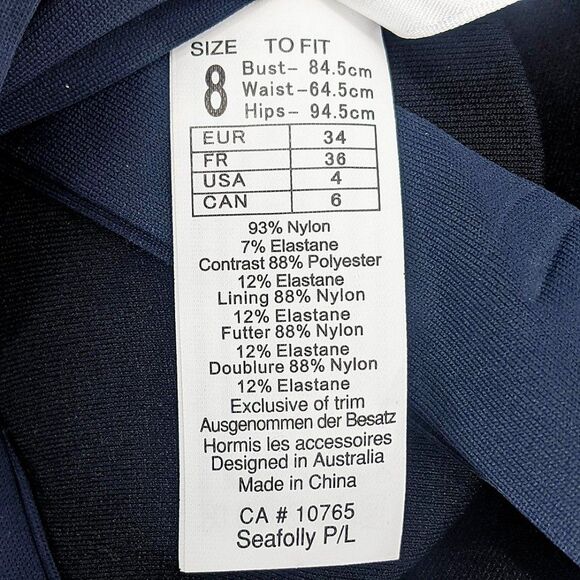 SIZE TO FIT
8 Bust- 84.5cm
Waist-64.5cm
Hips- 94.5cm
EUR 34
FR 36
USA 4
CAN 6
93% Nylon
7% Elastane
Contrast 88% Polyester
12% Elastane
Lining 88% Nylon
12% Elastane
Futter 88% Nylon
12% Elastane
Doublure 88% Nylon
12% Elastane
Exclusive of trim
Ausgenommen der Besatz
Hormis les accessoires
Designed in Australia
Made in China
CA # 10765
Seafolly P/L